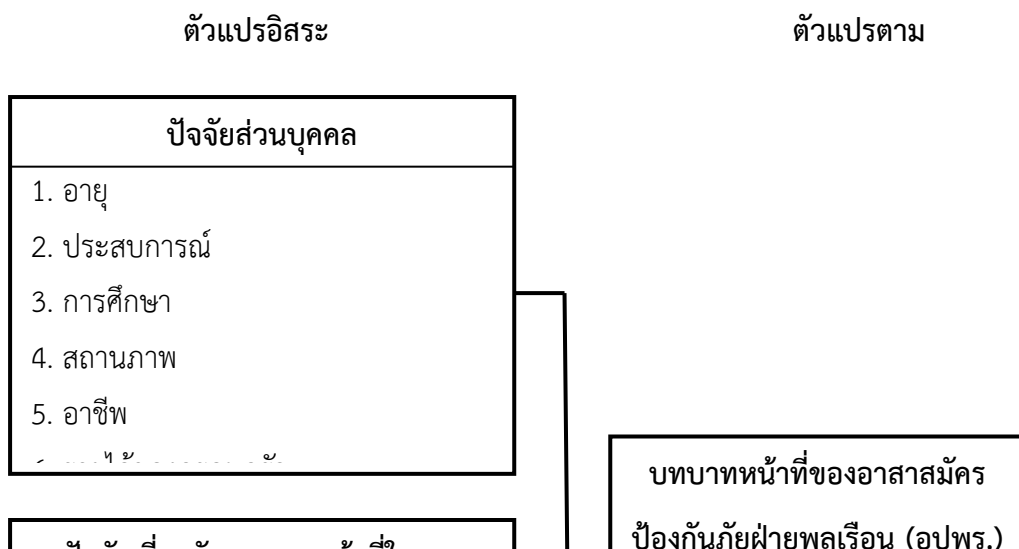 ตัวแปรอิสระ
ตัวแปรตาม
ปัจจัยส่วนบุคคล
1. อายุ
2. ประสบการณ์
3. การศึกษา
4. สถานภาพ
5. อาชีพ
บทบาทหน้าที่ของอาสาสมัคร
ป้องกันภัยฝ่ายพลเรือน (อปพร.)